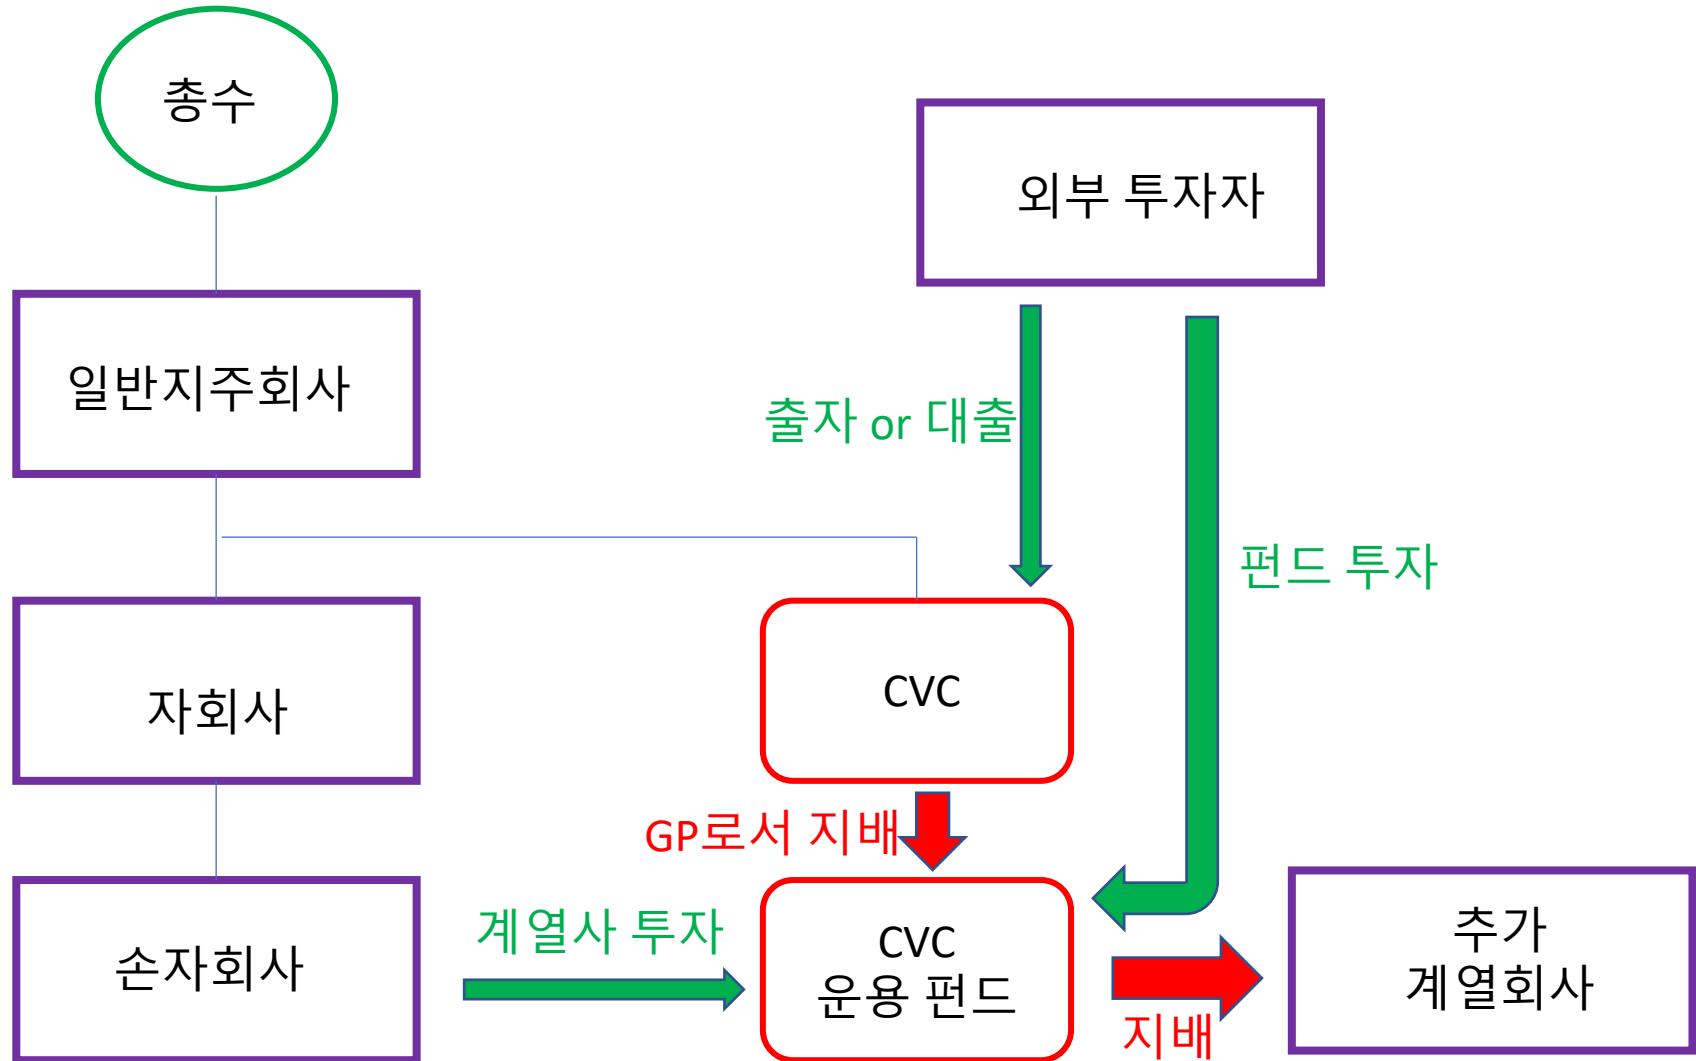 총수
외부 투자자
일반지주회사
출자 or 대출
펀드 투자
자회사
CVC
GP로서 지배
손자회사
계열사 투자
CVC
운용 펀드
지배
추가
계열회사